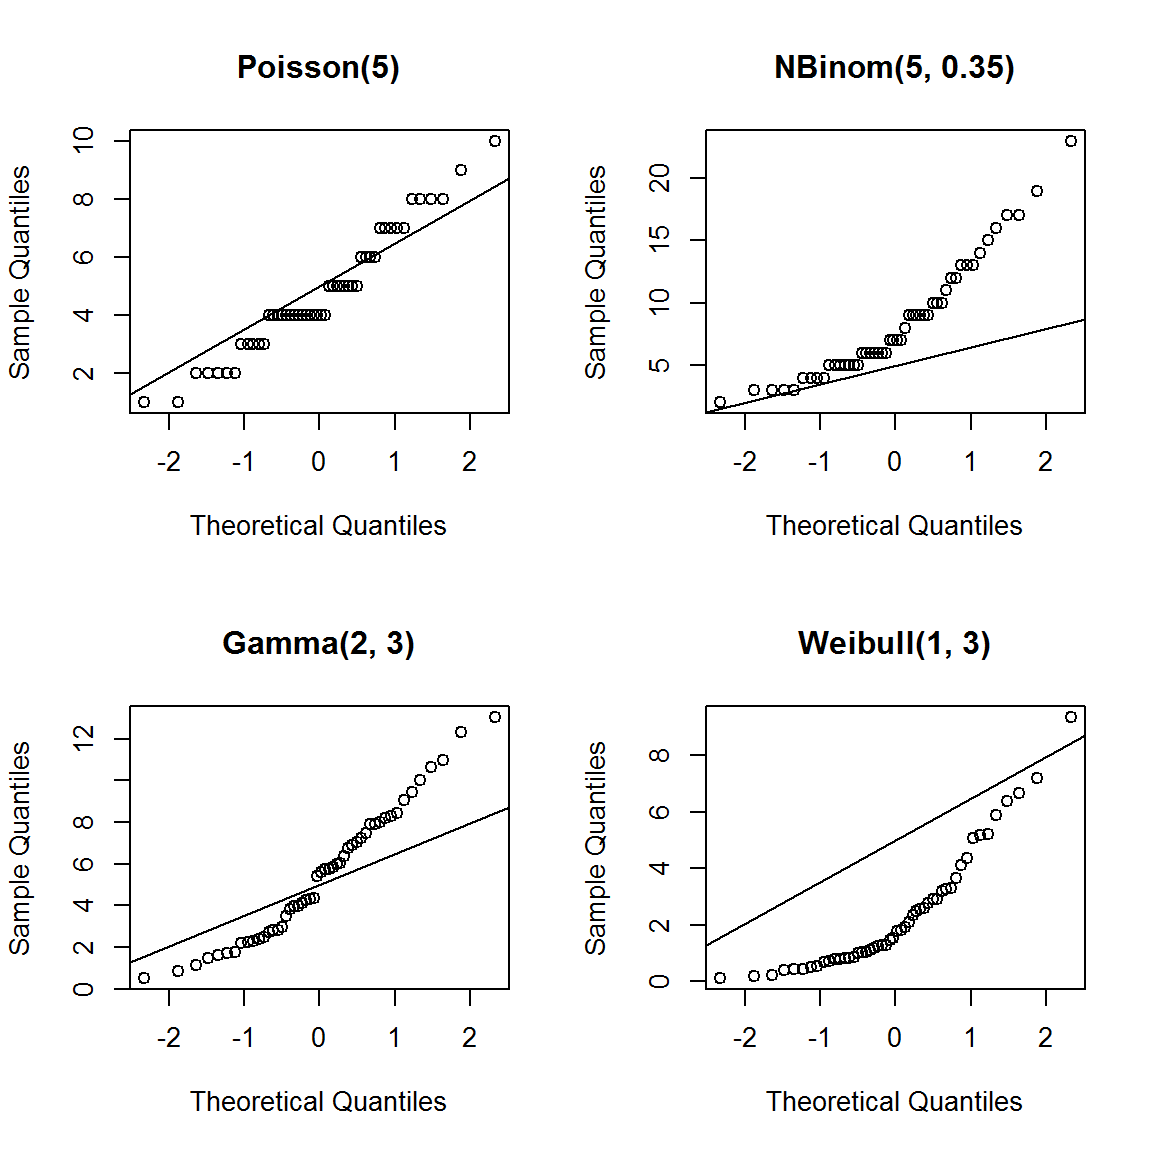 Poisson(5)
Sample Quantiles
10
8
6
4
2
-2 -1 0 1 2
Theoretical Quantiles
NBinom(5, 0.35)
Sample Quantiles
20
15
10
5
-2 -1 0 1 2
Theoretical Quantiles
Gamma(2, 3)
Sample Quantiles
12
8
6
4
2
0
-2 -1 0 1 2
Theoretical Quantiles
Weibull(1, 3)
Sample Quantiles
8
6
4
2
0
-2 -1 0 1 2
Theoretical Quantiles